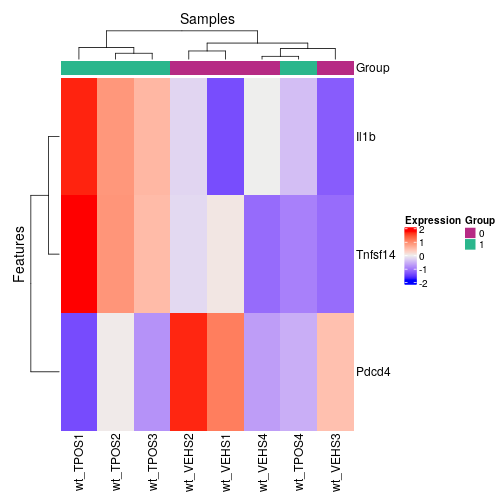 Samples
Group
Il1b
Tnfsf14
Pdcd4
Features
wt_TPOS1
wt_TPOS2
wt_TPOS3
wt_VEHS2
wt_VEHS1
wt_VEHS4
wt_TPOS4
wt_VEHS3
Expression
2
1
0
-1
-2
Group
0
1